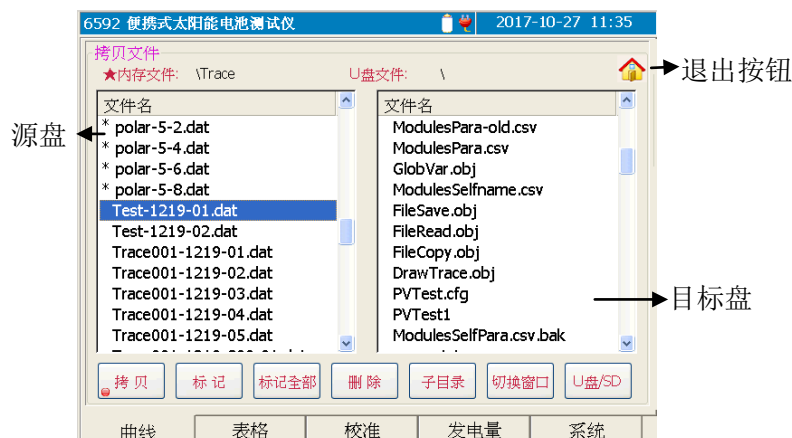 6592 便携式太阳能电池测试仪 2017-10-27 11:35
拷贝文件
★内存文件: \Trace U盘文件: \
退出按钮
文件名
* polar-5-2.dat
* polar-5-4.dat
* polar-5-6.dat
* polar-5-8.dat
Test-1219-01.dat
Test-1219-02.dat
Trace001-1219-01.dat
Trace001-1219-02.dat
Trace001-1219-03.dat
Trace001-1219-04.dat
Trace001-1219-05.dat
源盘
文件名
ModulesPara-old.csv
ModulesPara.csv
GlobVar.obj
ModulesSelfname.csv
FileSave.obj
FileRead.obj
FileCopy.obj
DrawTrace.obj
PVTest.cfg
PVTest1
ModulesSelfPara.csv.bak
目标盘
拷贝 标记 标记全部 删除 子目录 切换窗口 U盘/SD
曲线 表格 校准 发电量 系统